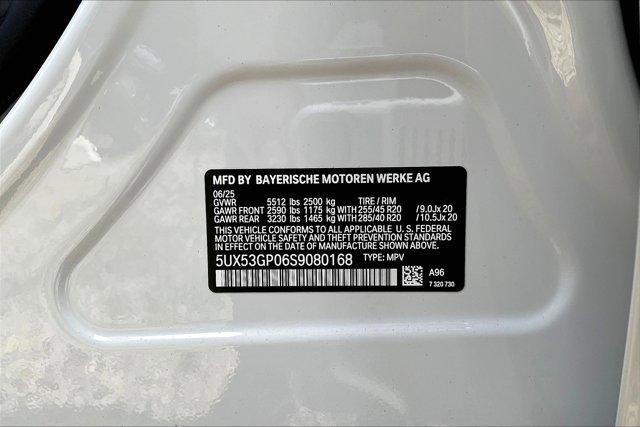 MFD BY BAYERISCHE MOTOREN WERKE AG
06/25
GVWR 5512 lbs 2500 kg TIRE / RIM
GAWR FRONT 2590 lbs 1175 kg WITH 255/45 R20 /9.0Jx 20
GAWR REAR 3230 lbs 1465 kg WITH 285/40 R20 /10.5Jx 20
THIS VEHICLE CONFORMS TO ALL APPLICABLE U. S. FEDERAL
MOTOR VEHICLE SAFETY AND THEFT PREVENTION STANDARDS
IN EFFECT ON THE DATE OF MANUFACTURE SHOWN ABOVE.
5UX53GP06S9080168 TYPE: MPV
A96
7 320 730